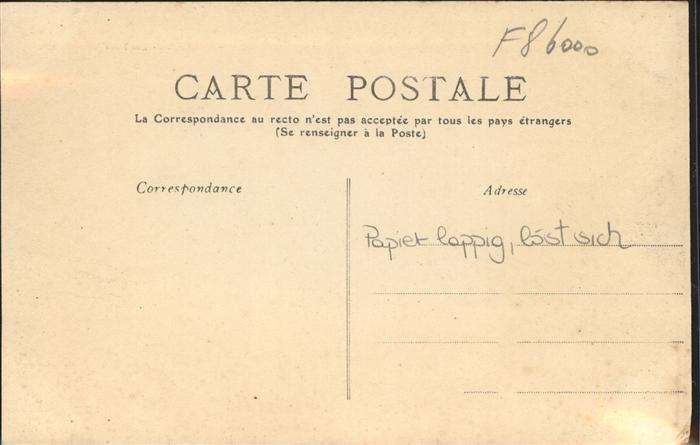 F86000
CARTE POSTALE
La Correspondance au recto n'est pas acceptée par tous les pays étrangers
(Se renseigner à la Poste)
Correspondance
Adresse
Papier lappig, löst sich